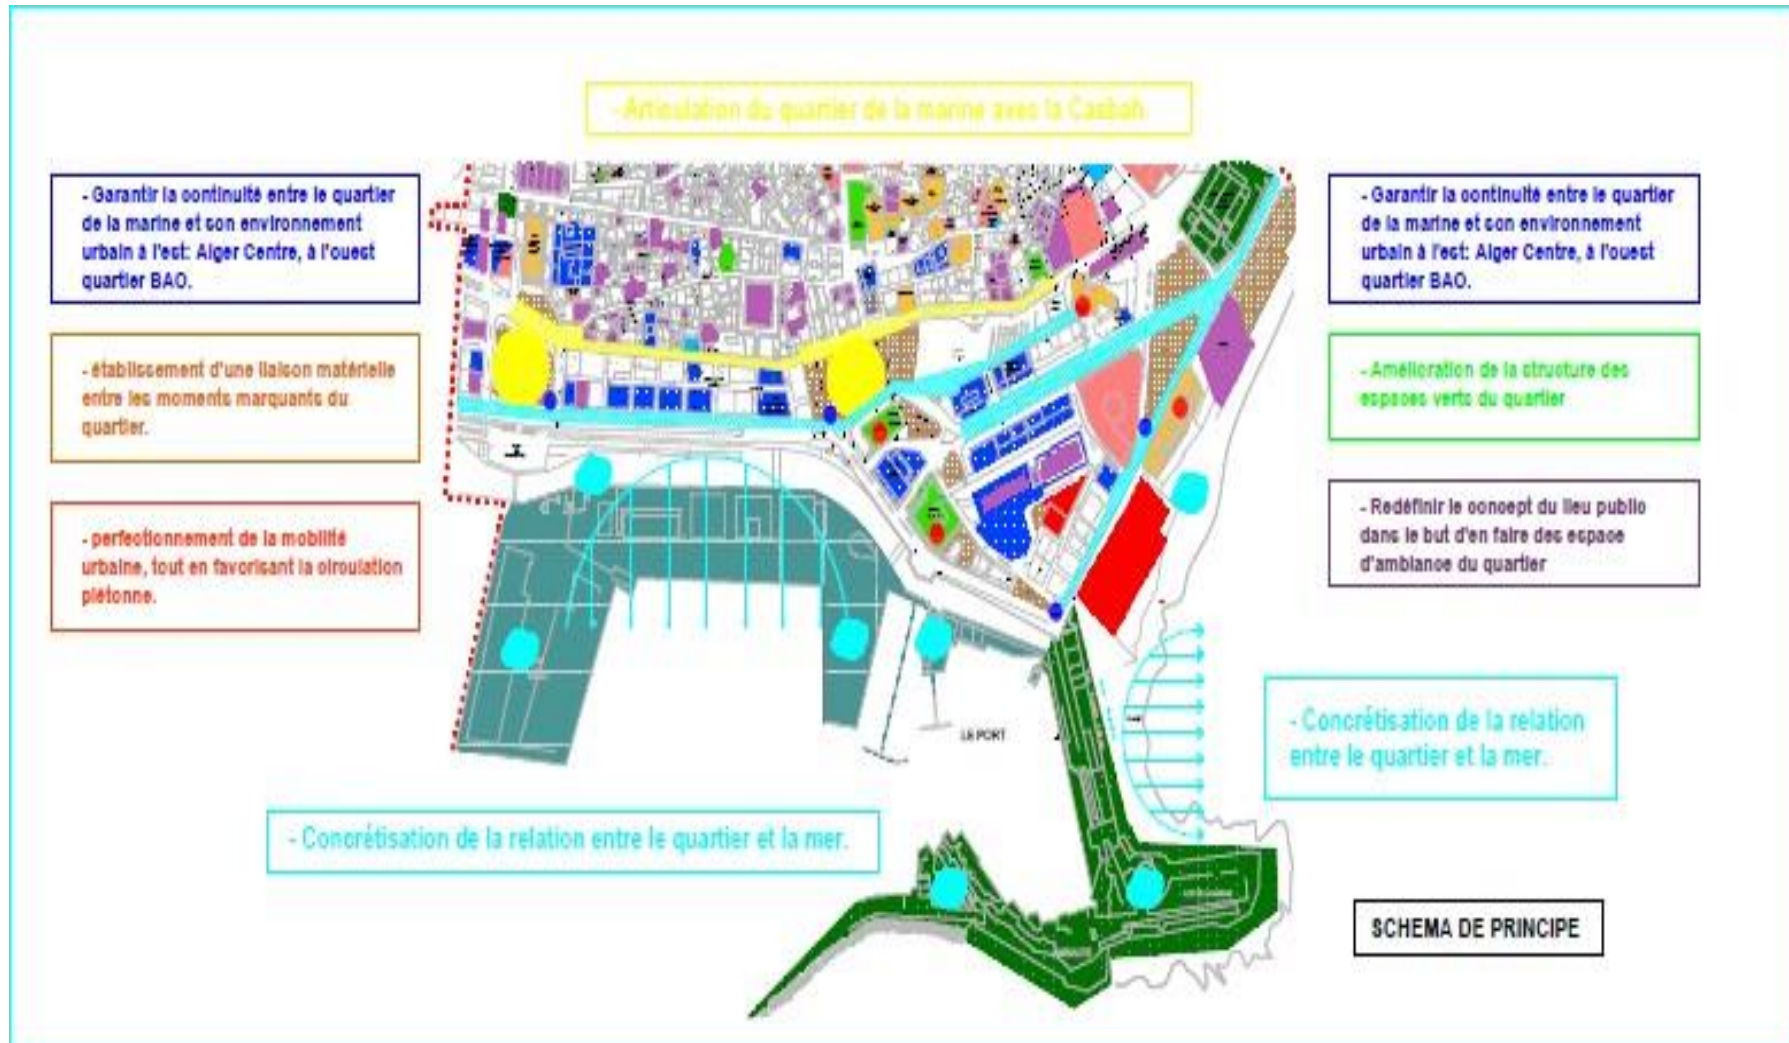 - Articulation du quartier de la marine avec la Casbah.
- Garantir la continuité entre le quartier
de la marine et son environnement
urbain à l'est: Alger Centre, à l'ouest
quartier BAO.
- établissement d'une liaison matérielle
entre les moments marquants du
quartier.
- perfectionnement de la mobilité
urbaine, tout en favorisant la circulation
piétonne.
- Garantir la continuité entre le quartier
de la marine et son environnement
urbain à l'est: Alger Centre, à l'ouest
quartier BAO.
- Amélioration de la structure des
espaces verts du quartier
- Redéfinir le concept du lieu public
dans le but d'en faire des espace
d'ambiance du quartier
LE PORT
- Concrétisation de la relation
entre le quartier et la mer.
- Concrétisation de la relation entre le quartier et la mer.
SCHEMA DE PRINCIPE